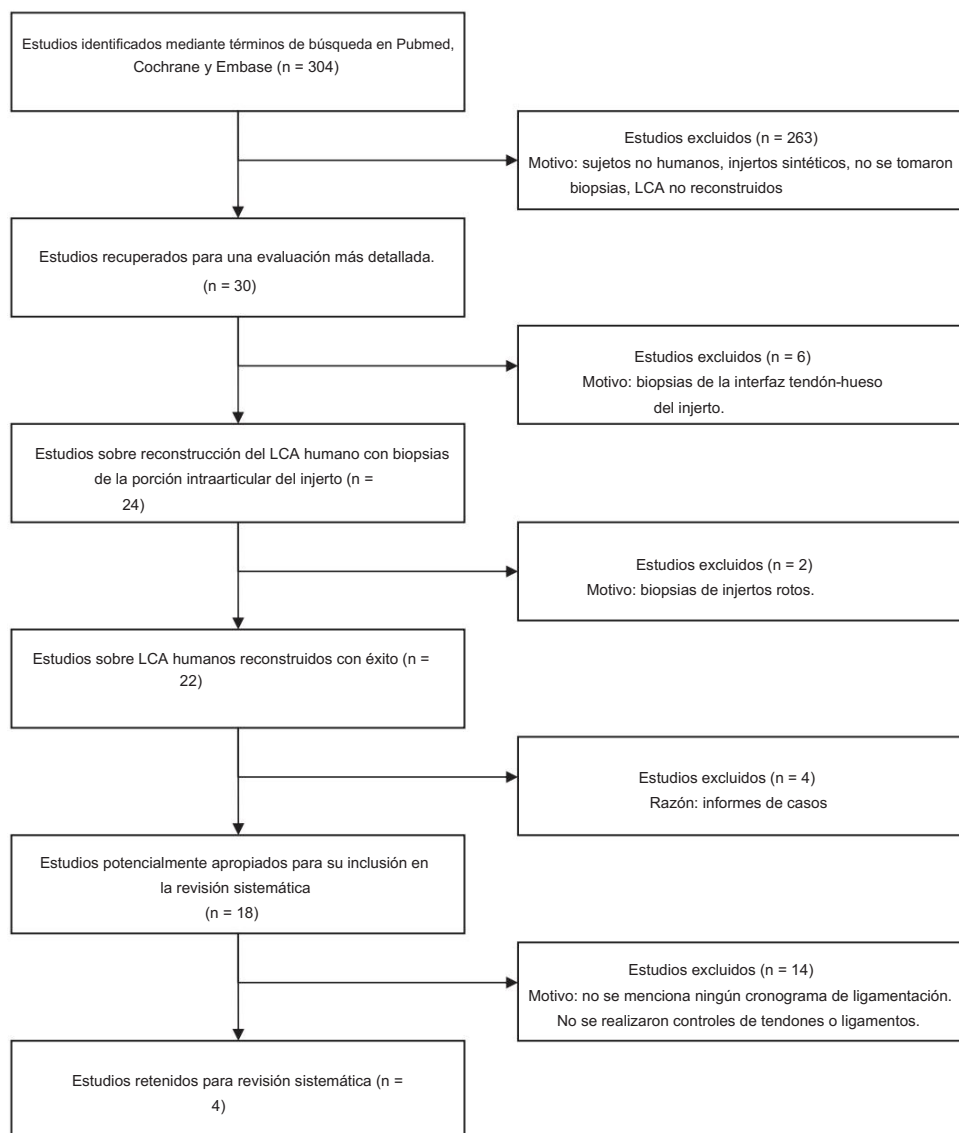 Estudios identificados mediante términos de búsqueda en Pubmed,
Cochrane y Embase (n = 304)
Estudios excluidos (n = 263)
Motivo: sujetos no humanos, injertos sintéticos, no se tomaron
biopsias, LCA no reconstruidos
Estudios recuperados para una evaluación más detallada.
(n = 30)
Estudios excluidos (n = 6)
Motivo: biopsias de la interfaz tendón-hueso
del injerto.
Estudios sobre reconstrucción del LCA humano con biopsias
de la porción intraarticular del injerto (n =
24)
Estudios excluidos (n = 2)
Motivo: biopsias de injertos rotos.
Estudios sobre LCA humanos reconstruidos con éxito (n =
22)
Estudios excluidos (n = 4)
Razón: informes de casos
Estudios potencialmente apropiados para su inclusión en
la revisión sistemática
(n = 18)
Estudios excluidos (n = 14)
Motivo: no se menciona ningún cronograma de ligamentación.
No se realizaron controles de tendones o ligamentos.
Estudios retenidos para revisión sistemática (n =
4)